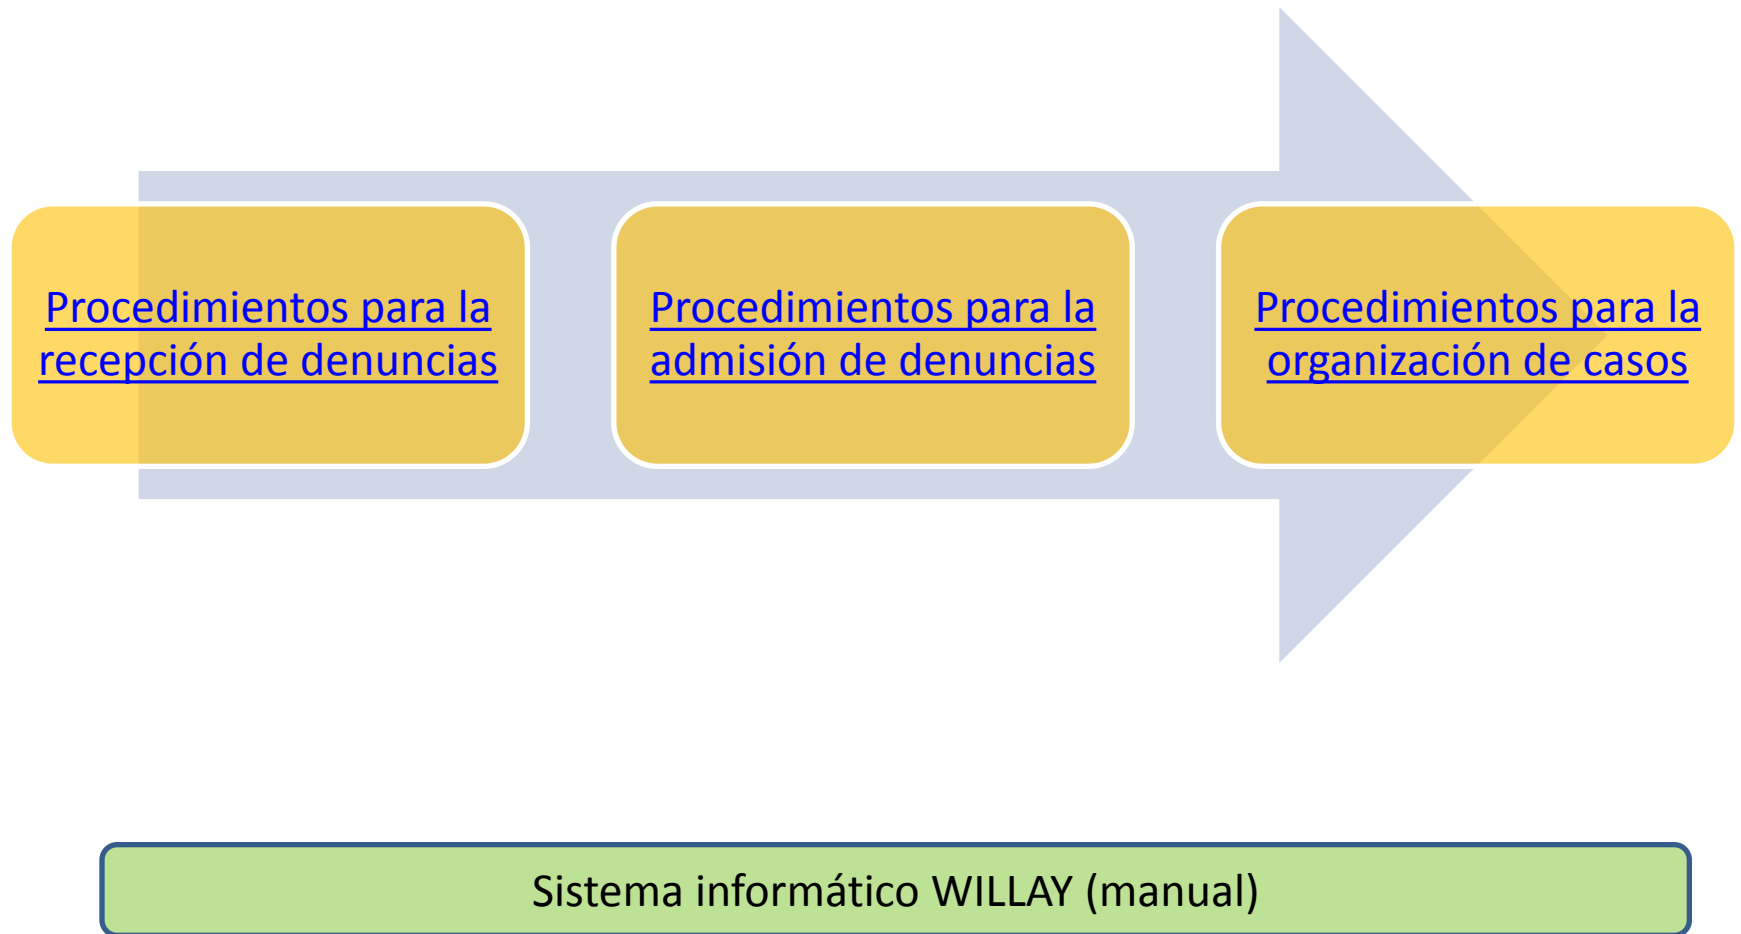 Procedimientos para la
recepción de denuncias
Procedimientos para la
admisión de denuncias
Procedimientos para la
organización de casos
Sistema informático WILLAY (manual)